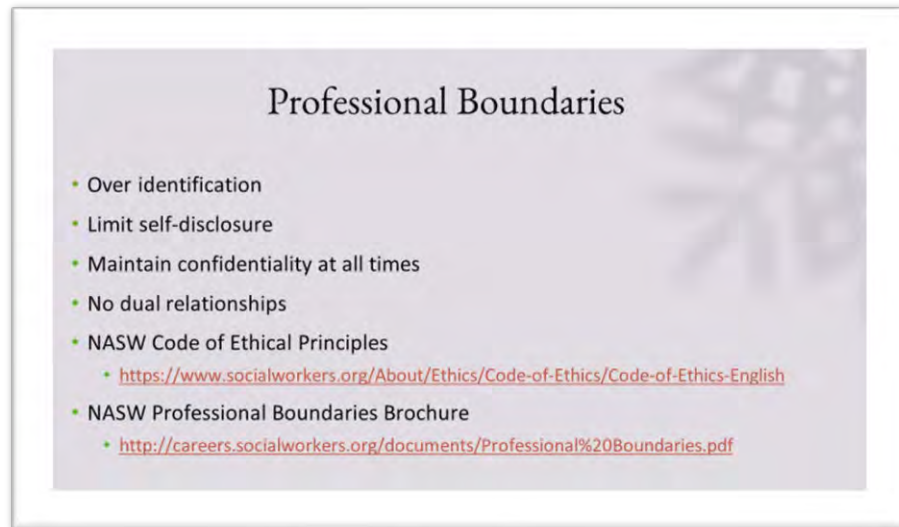 Professional Boundaries
• Over identification
• Limit self-disclosure
• Maintain confidentiality at all times
• No dual relationships
• NASW Code of Ethical Principles
• https://www.socialworkers.org/About/Ethics/Code-of-Ethics/Code-of-Ethics-English
• NASW Professional Boundaries Brochure
• http://careers.socialworkers.org/documents/Professional%20Boundaries.pdf